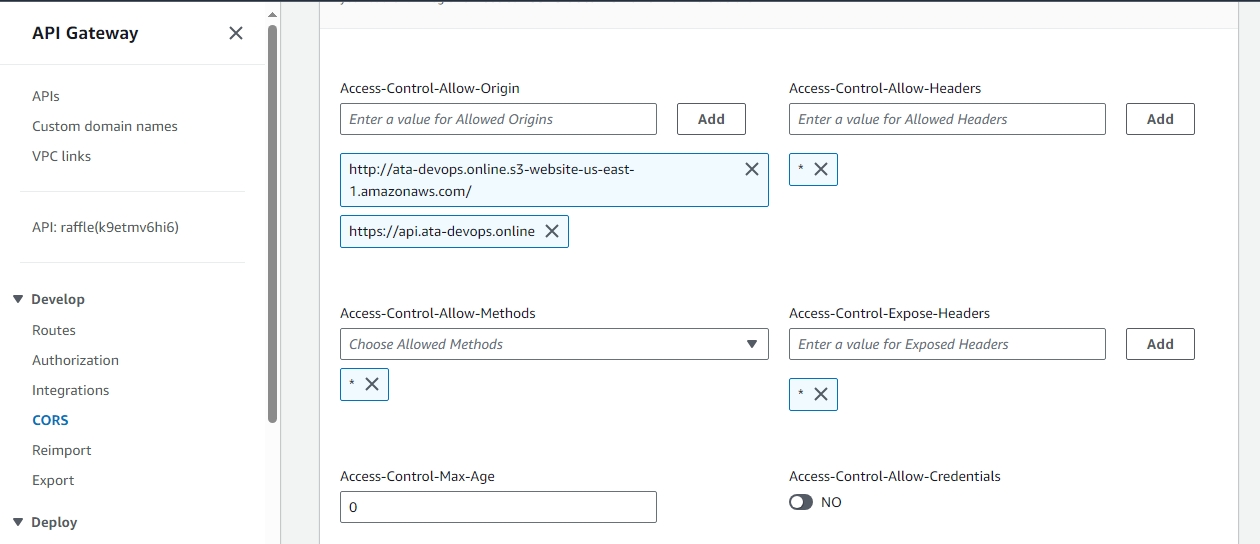 API Gateway
APIs
Custom domain names
VPC links
API: raffle(k9etmv6hi6)
Develop
Routes
Authorization
Integrations
CORS
Reimport
Export
Deploy
Access-Control-Allow-Origin
Enter a value for Allowed Origins
Add
http://ata-devops.online.s3-website-us-east-
1.amazonaws.com/
https://api.ata-devops.online
Access-Control-Allow-Headers
Enter a value for Allowed Headers
Add
*
Access-Control-Allow-Methods
Choose Allowed Methods
*
Access-Control-Expose-Headers
Enter a value for Exposed Headers
Add
*
Access-Control-Max-Age
0
Access-Control-Allow-Credentials
NO